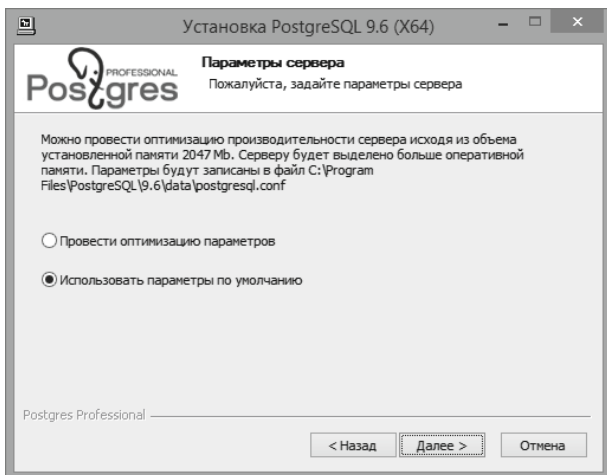 Установка PostgreSQL 9.6 (X64)
PROFESSIONAL
Postgres
Параметры сервера
Пожалуйста, задайте параметры сервера
Можно провести оптимизацию производительности сервера исходя из объема
установленной памяти 2047 Mb. Серверу будет выделено больше оперативной
памяти. Параметры будут записаны в файл C:\Program
Files\PostgreSQL\9.6\data\postgresql.conf
Провести оптимизацию параметров
Использовать параметры по умолчанию
Postgres Professional
< Назад
Далее >
Отмена